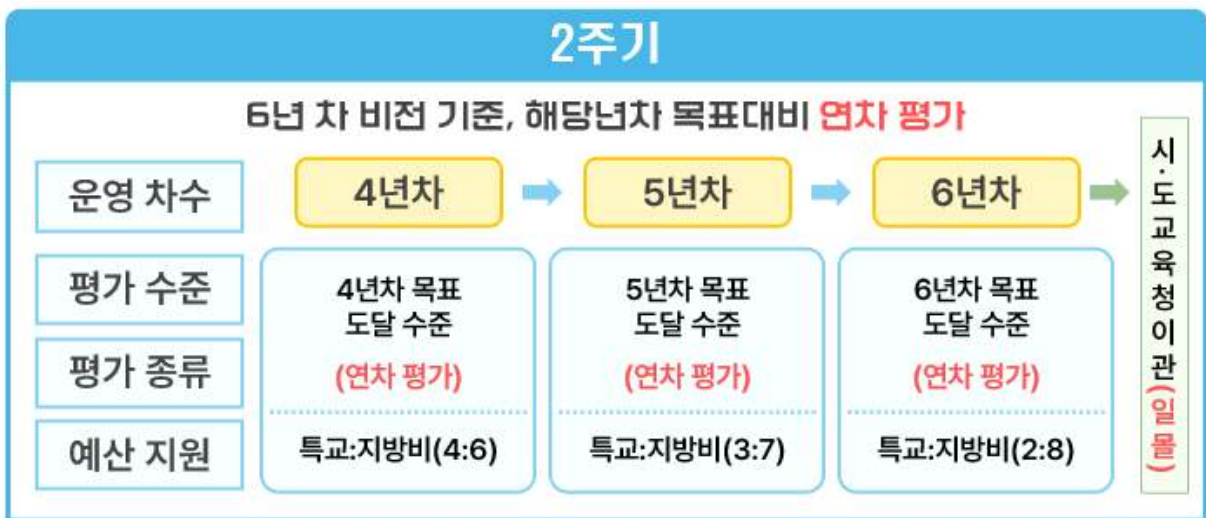 2주기
6년 차 비전 기준, 해당년차 목표대비 연차 평가
운영 차수
4년차
5년차
6년차
평가 수준
4년차 목표
도달 수준
5년차 목표
도달 수준
6년차 목표
도달 수준
평가 종류
(연차 평가)
(연차 평가)
(연차 평가)
예산 지원
특교:지방비(4:6)
특교:지방비(3:7)
특교:지방비(2:8)
시·도교육청이관(일몰)